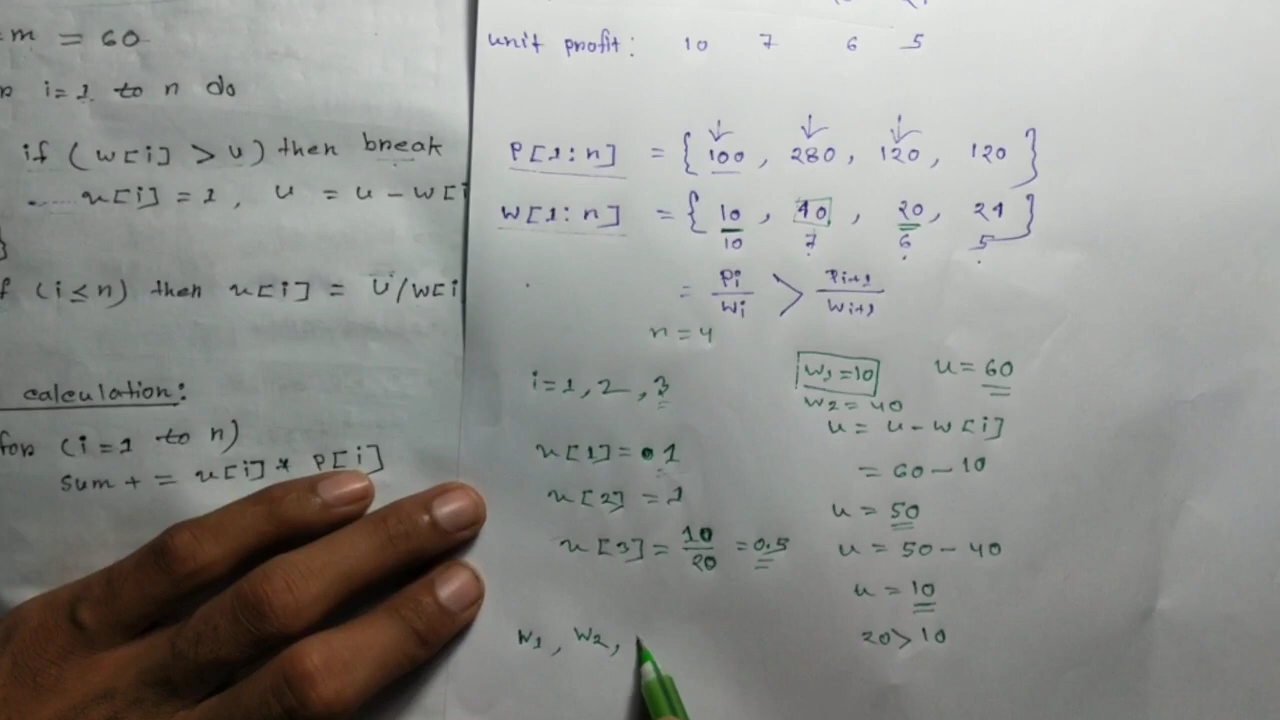 m = 60
i=1 to n do
if (w[i] > u) then break
x[i] = 1, u = u - w[i
}
(i≤n) then x[i] = U/w[i
calculation:
for (i=1 to n)
sum + = x[i] * P[i]
unit profit: 10 7 6 5
P[1:n] = { 100, 280, 120, 120 }
W[1:n] = { 10, 40, 20, 24 }
10 7 6 5
= Pi/Wi > Pi+1/Wi+1
n = 4
i=1, 2, 3
x[1] = 1
x[2] = 1
x[3] = 10/20 = 0.5
W1, W2,
W1 = 10 u = 60
W2 = 40
u = u - w[i]
= 60 - 10
u = 50
u = 50 - 40
u = 10
20 > 10